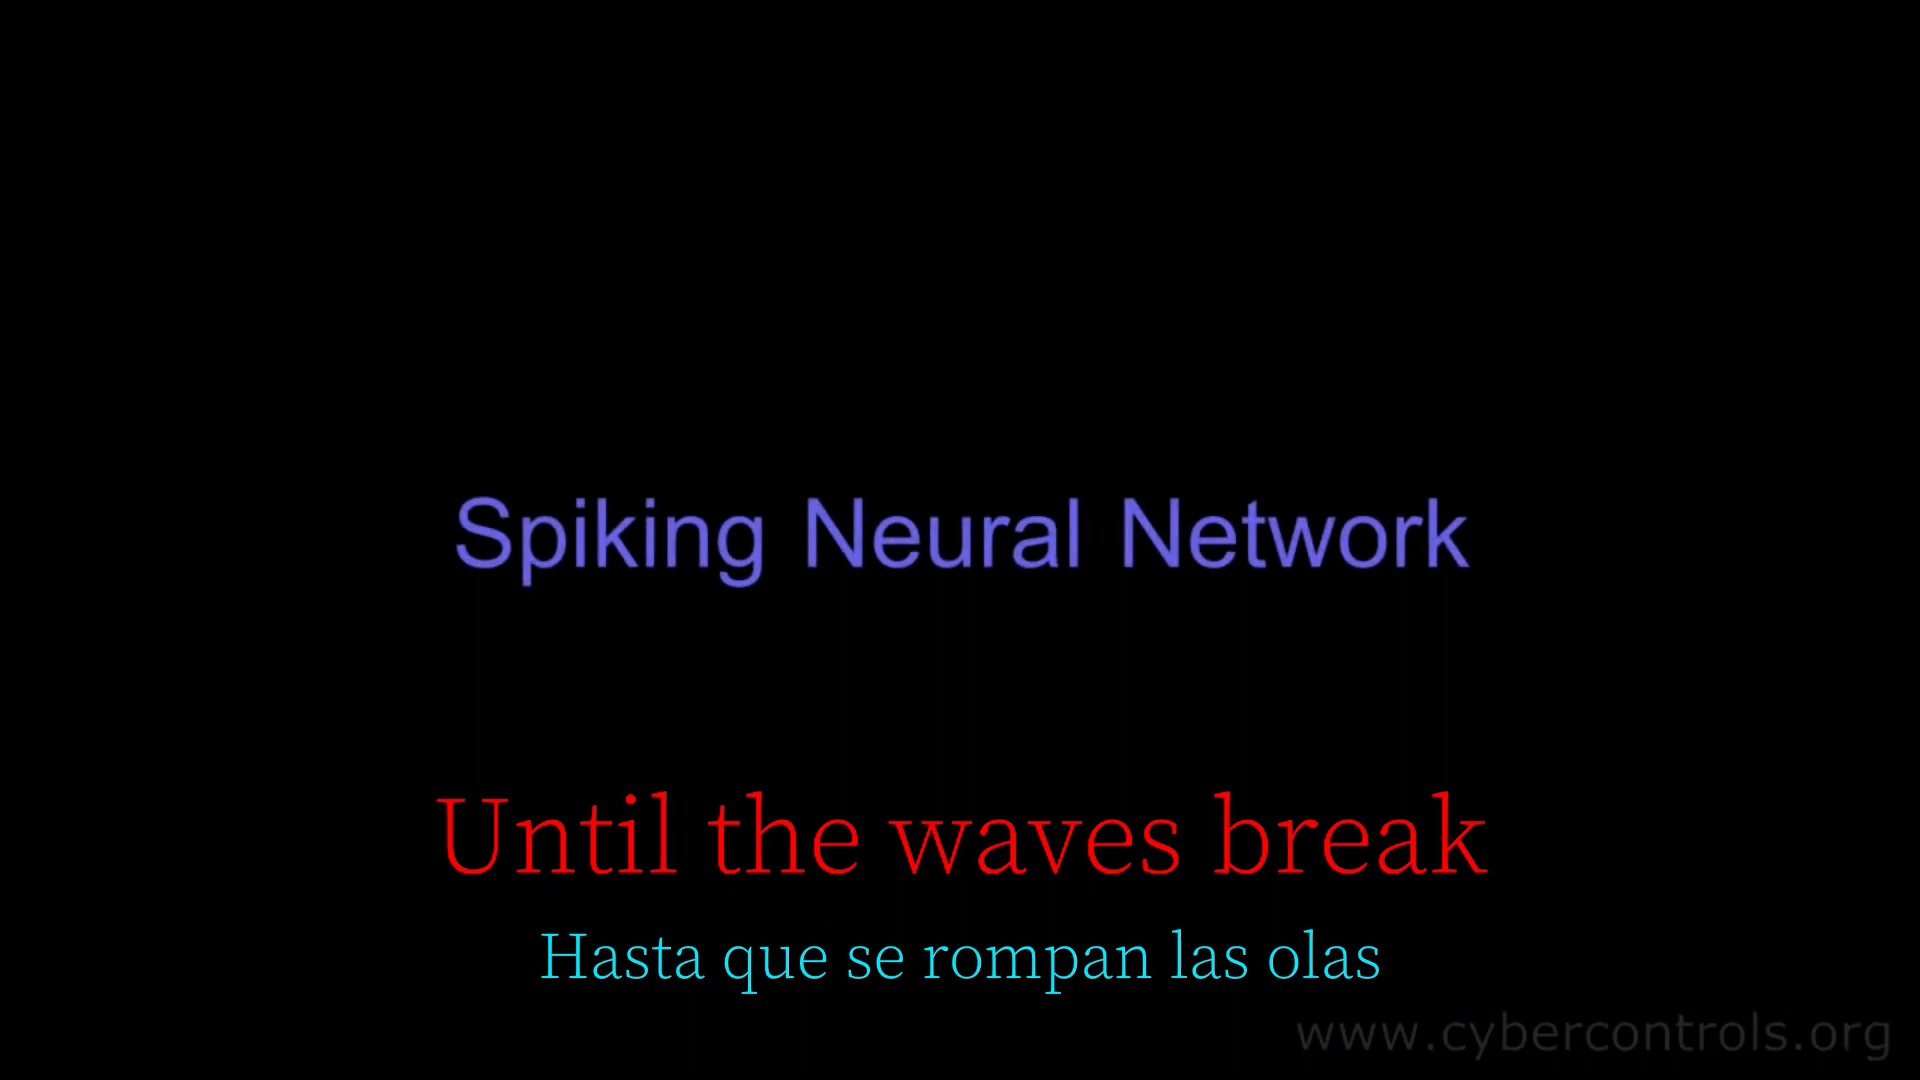 Spiking Neural Network
Until the waves break
Hasta que se rompan las olas
www.cybercontrols.org